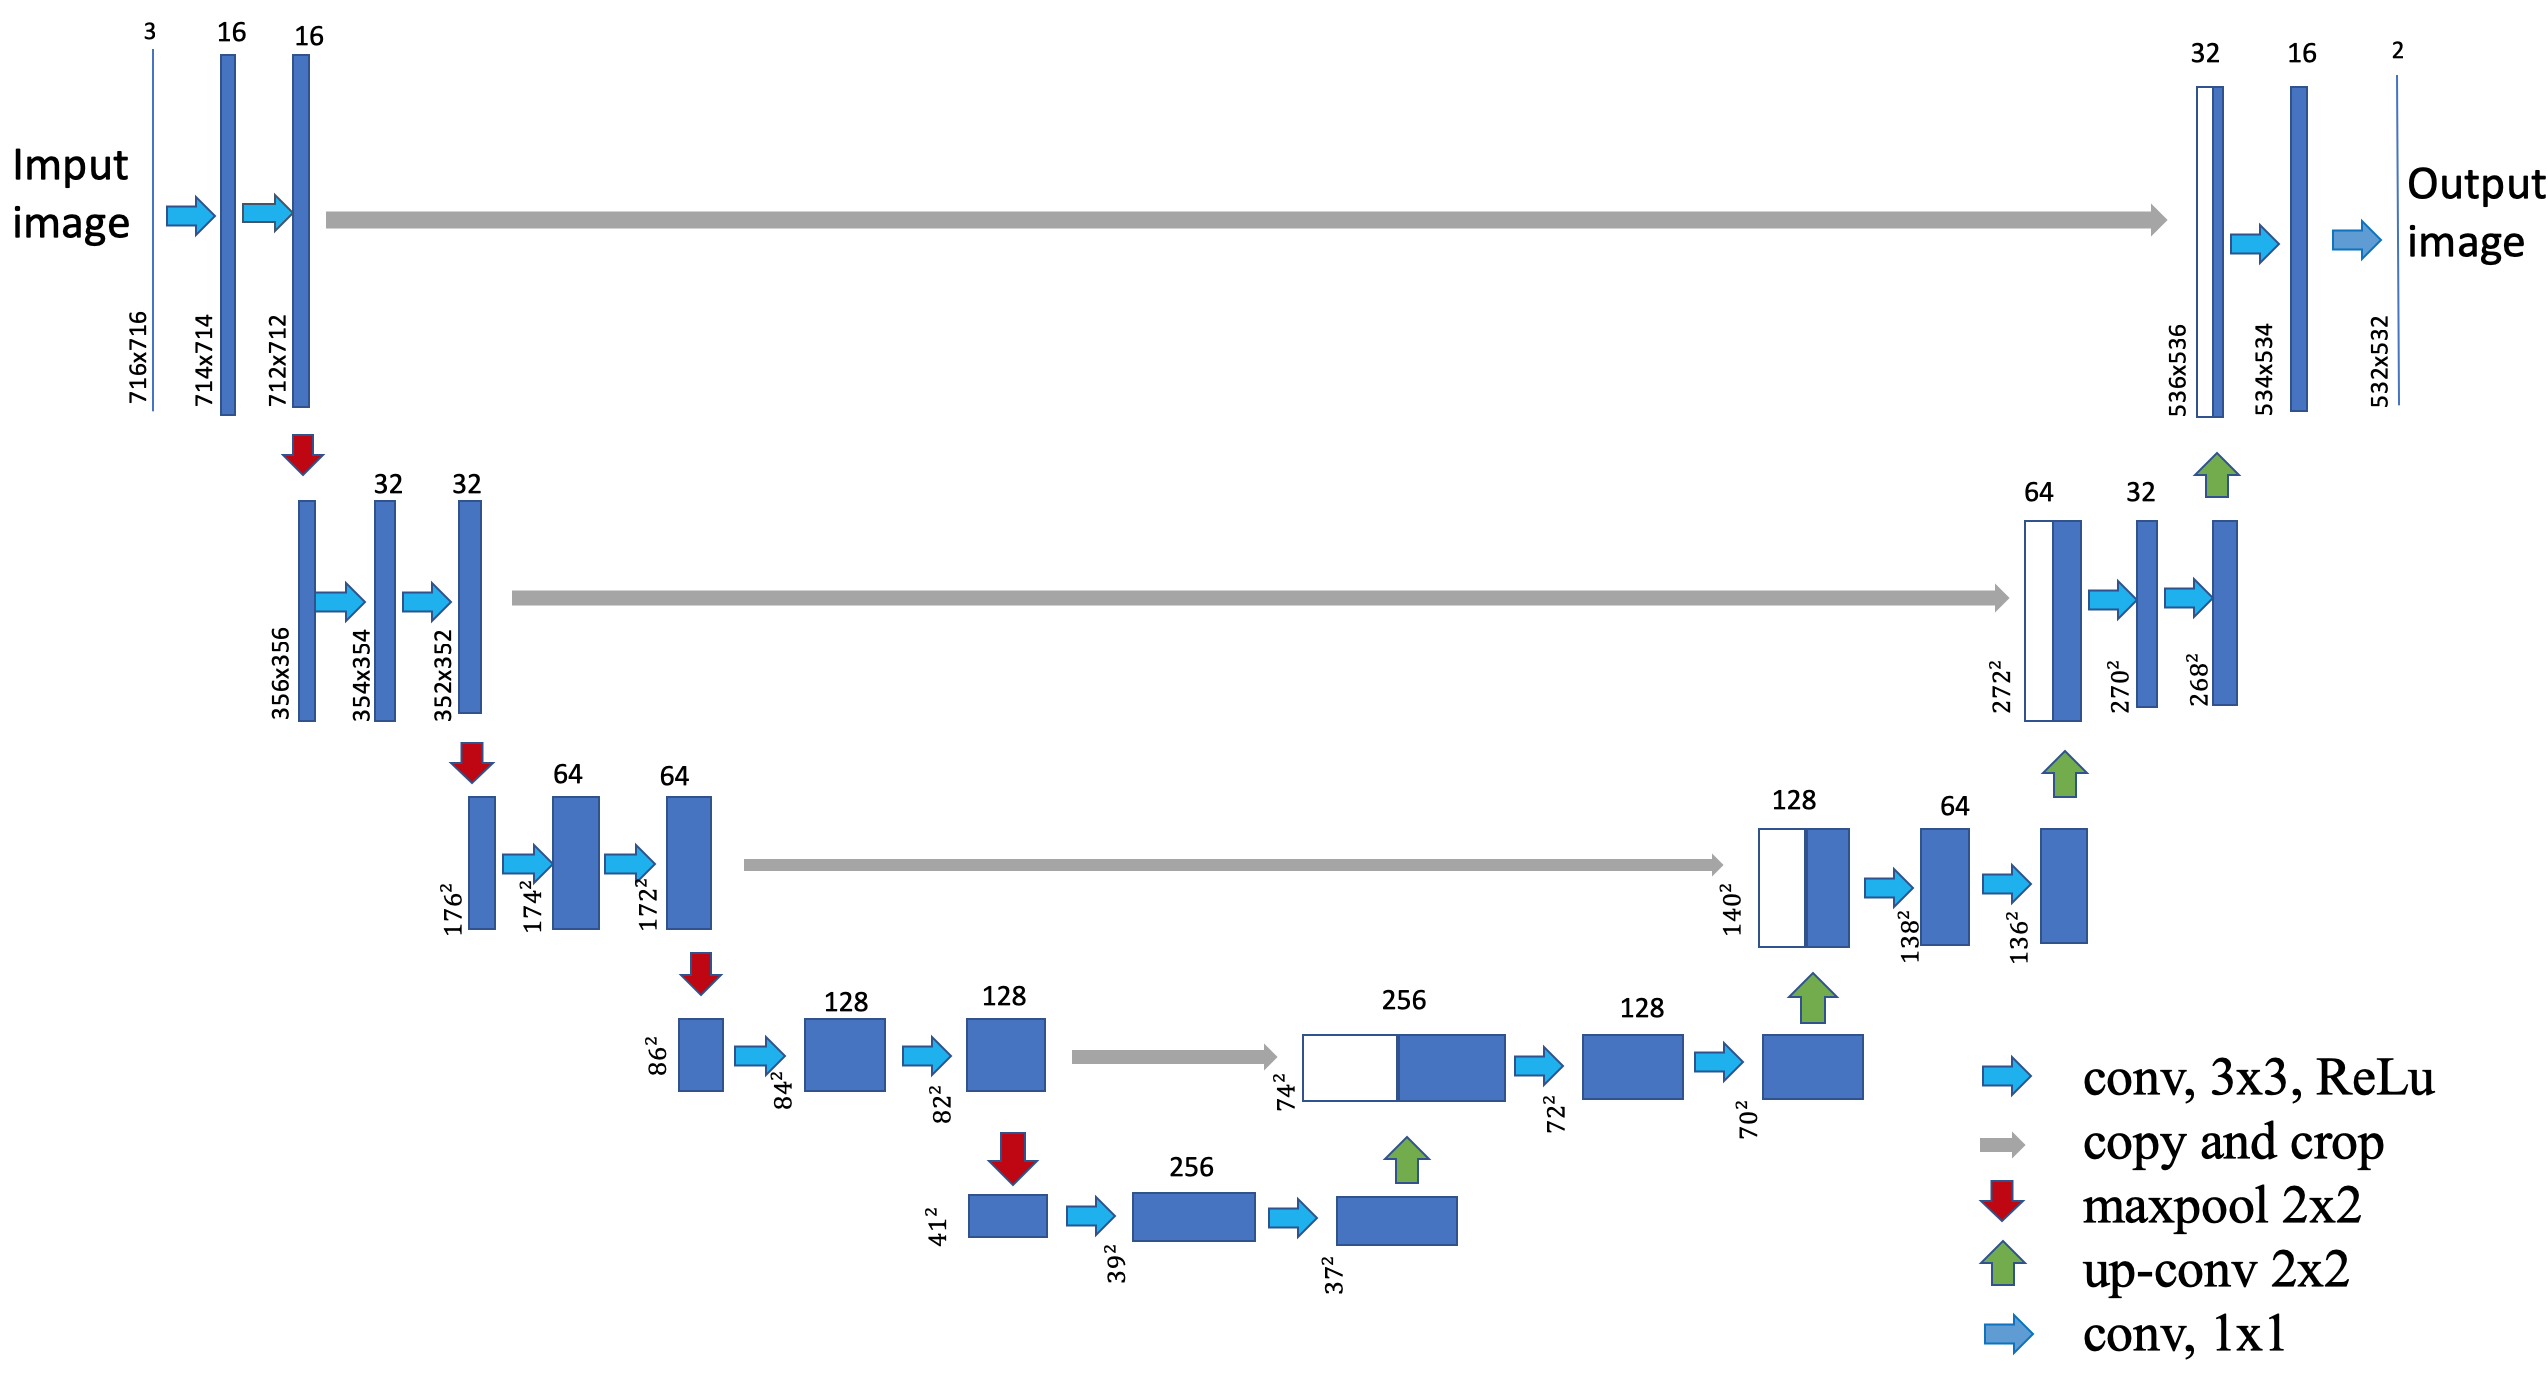 3
16
16
Imput
image
716x716
714x714
712x712
32
16
2
Output
image
536x536
534x534
532x532
32
32
356x356
354x354
352x352
64
32
272²
270²
268²
64
64
176²
174²
172²
128
64
140²
138²
136²
128
128
86²
84²
82²
256
128
74²
72²
70²
256
41²
39²
37²
conv, 3x3, ReLu
copy and crop
maxpool 2x2
up-conv 2x2
conv, 1x1